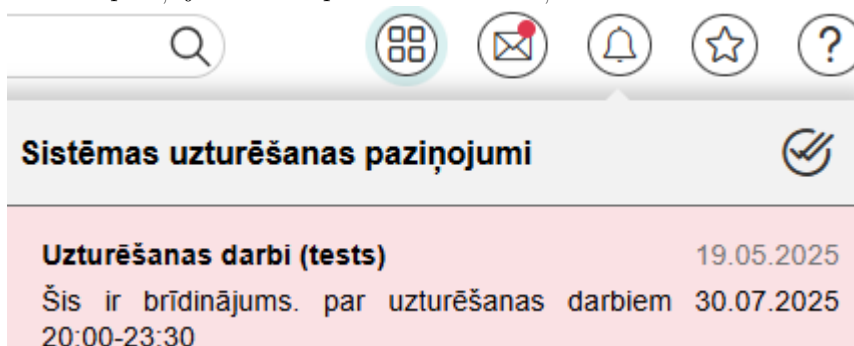 Sistēmas uzturēšanas paziņojumi
Uzturēšanas darbi (tests) 19.05.2025
Šis ir brīdinājums. par uzturēšanas darbiem 30.07.2025
20:00-23:30